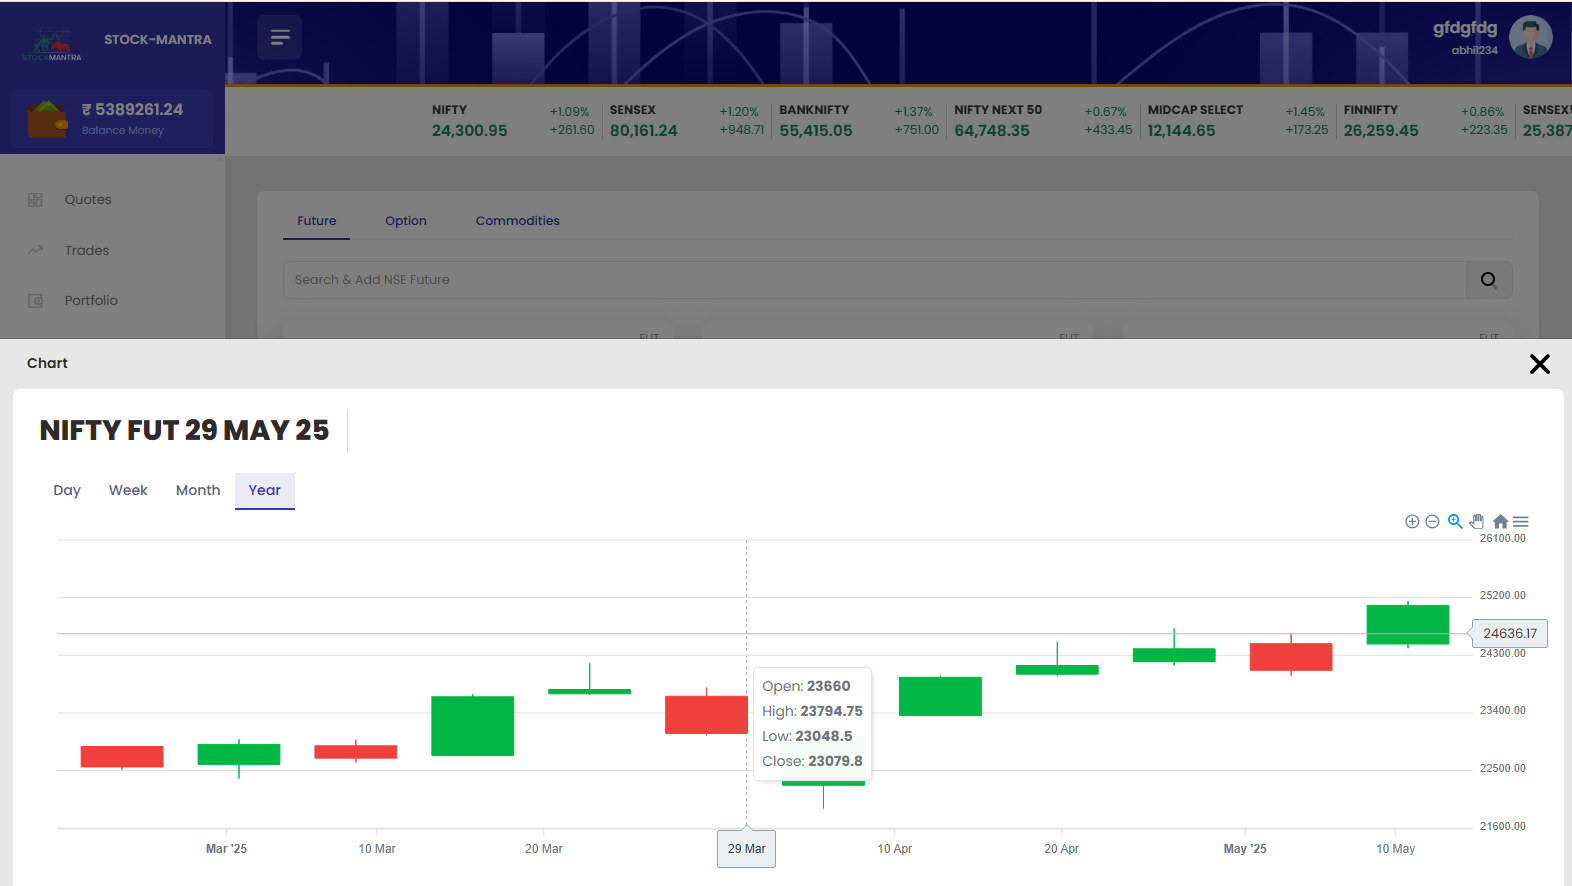 STOCKMANTRA
STOCK-MANTRA
gfdgfdg
abhi1234
₹ 5389261.24
Balance Money
NIFTY +1.09%
24,300.95 +261.60
SENSEX +1.20%
80,161.24 +948.71
BANKNIFTY +1.37%
55,415.05 +751.00
NIFTY NEXT 50 +0.67%
64,748.35 +433.45
MIDCAP SELECT +1.45%
12,144.65 +173.25
FINNIFTY +0.86%
26,259.45 +223.35
SENSEX
25,387
Quotes
Trades
Portfolio
Future Option Commodities
Search & Add NSE Future
FUT FUT FUT
Chart
NIFTY FUT 29 MAY 25
Day Week Month Year
26100.00
25200.00
24636.17
24300.00
23400.00
22500.00
21600.00
Open: 23660
High: 23794.75
Low: 23048.5
Close: 23079.8
Mar '25 10 Mar 20 Mar 29 Mar 10 Apr 20 Apr May '25 10 May